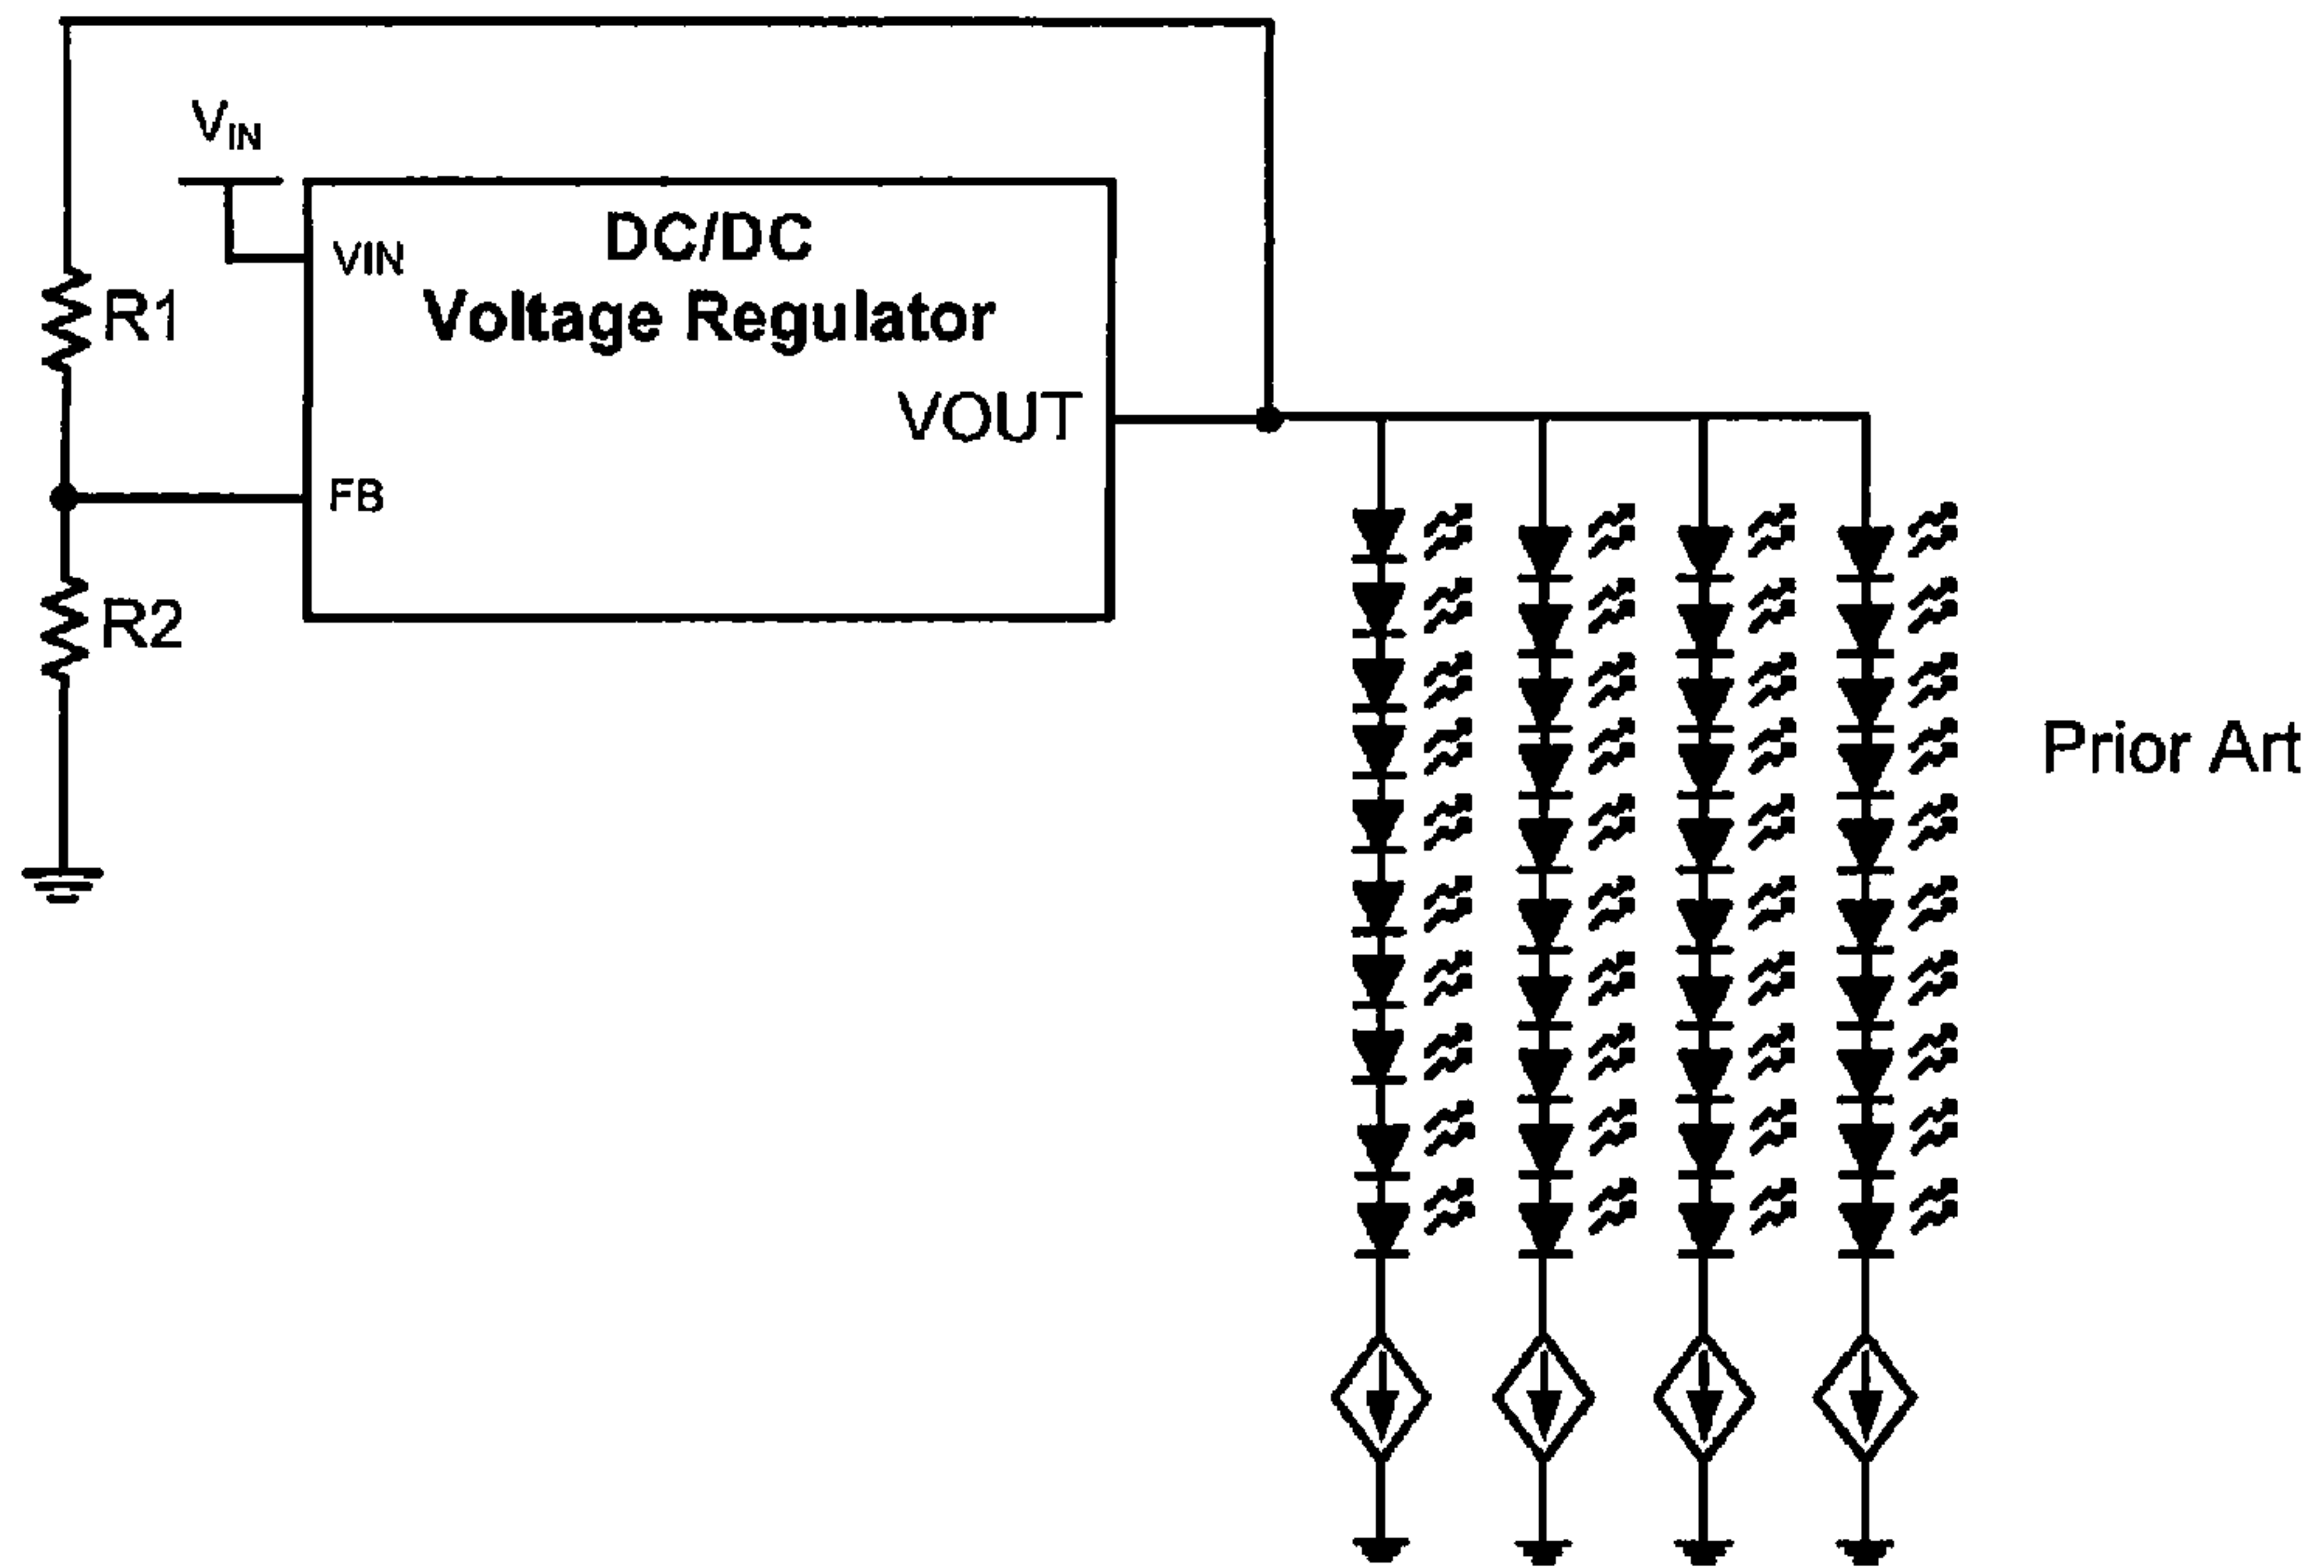 V_IN
DC/DC
VIN
Voltage Regulator
R1
VOUT
FB
R2
Prior Art